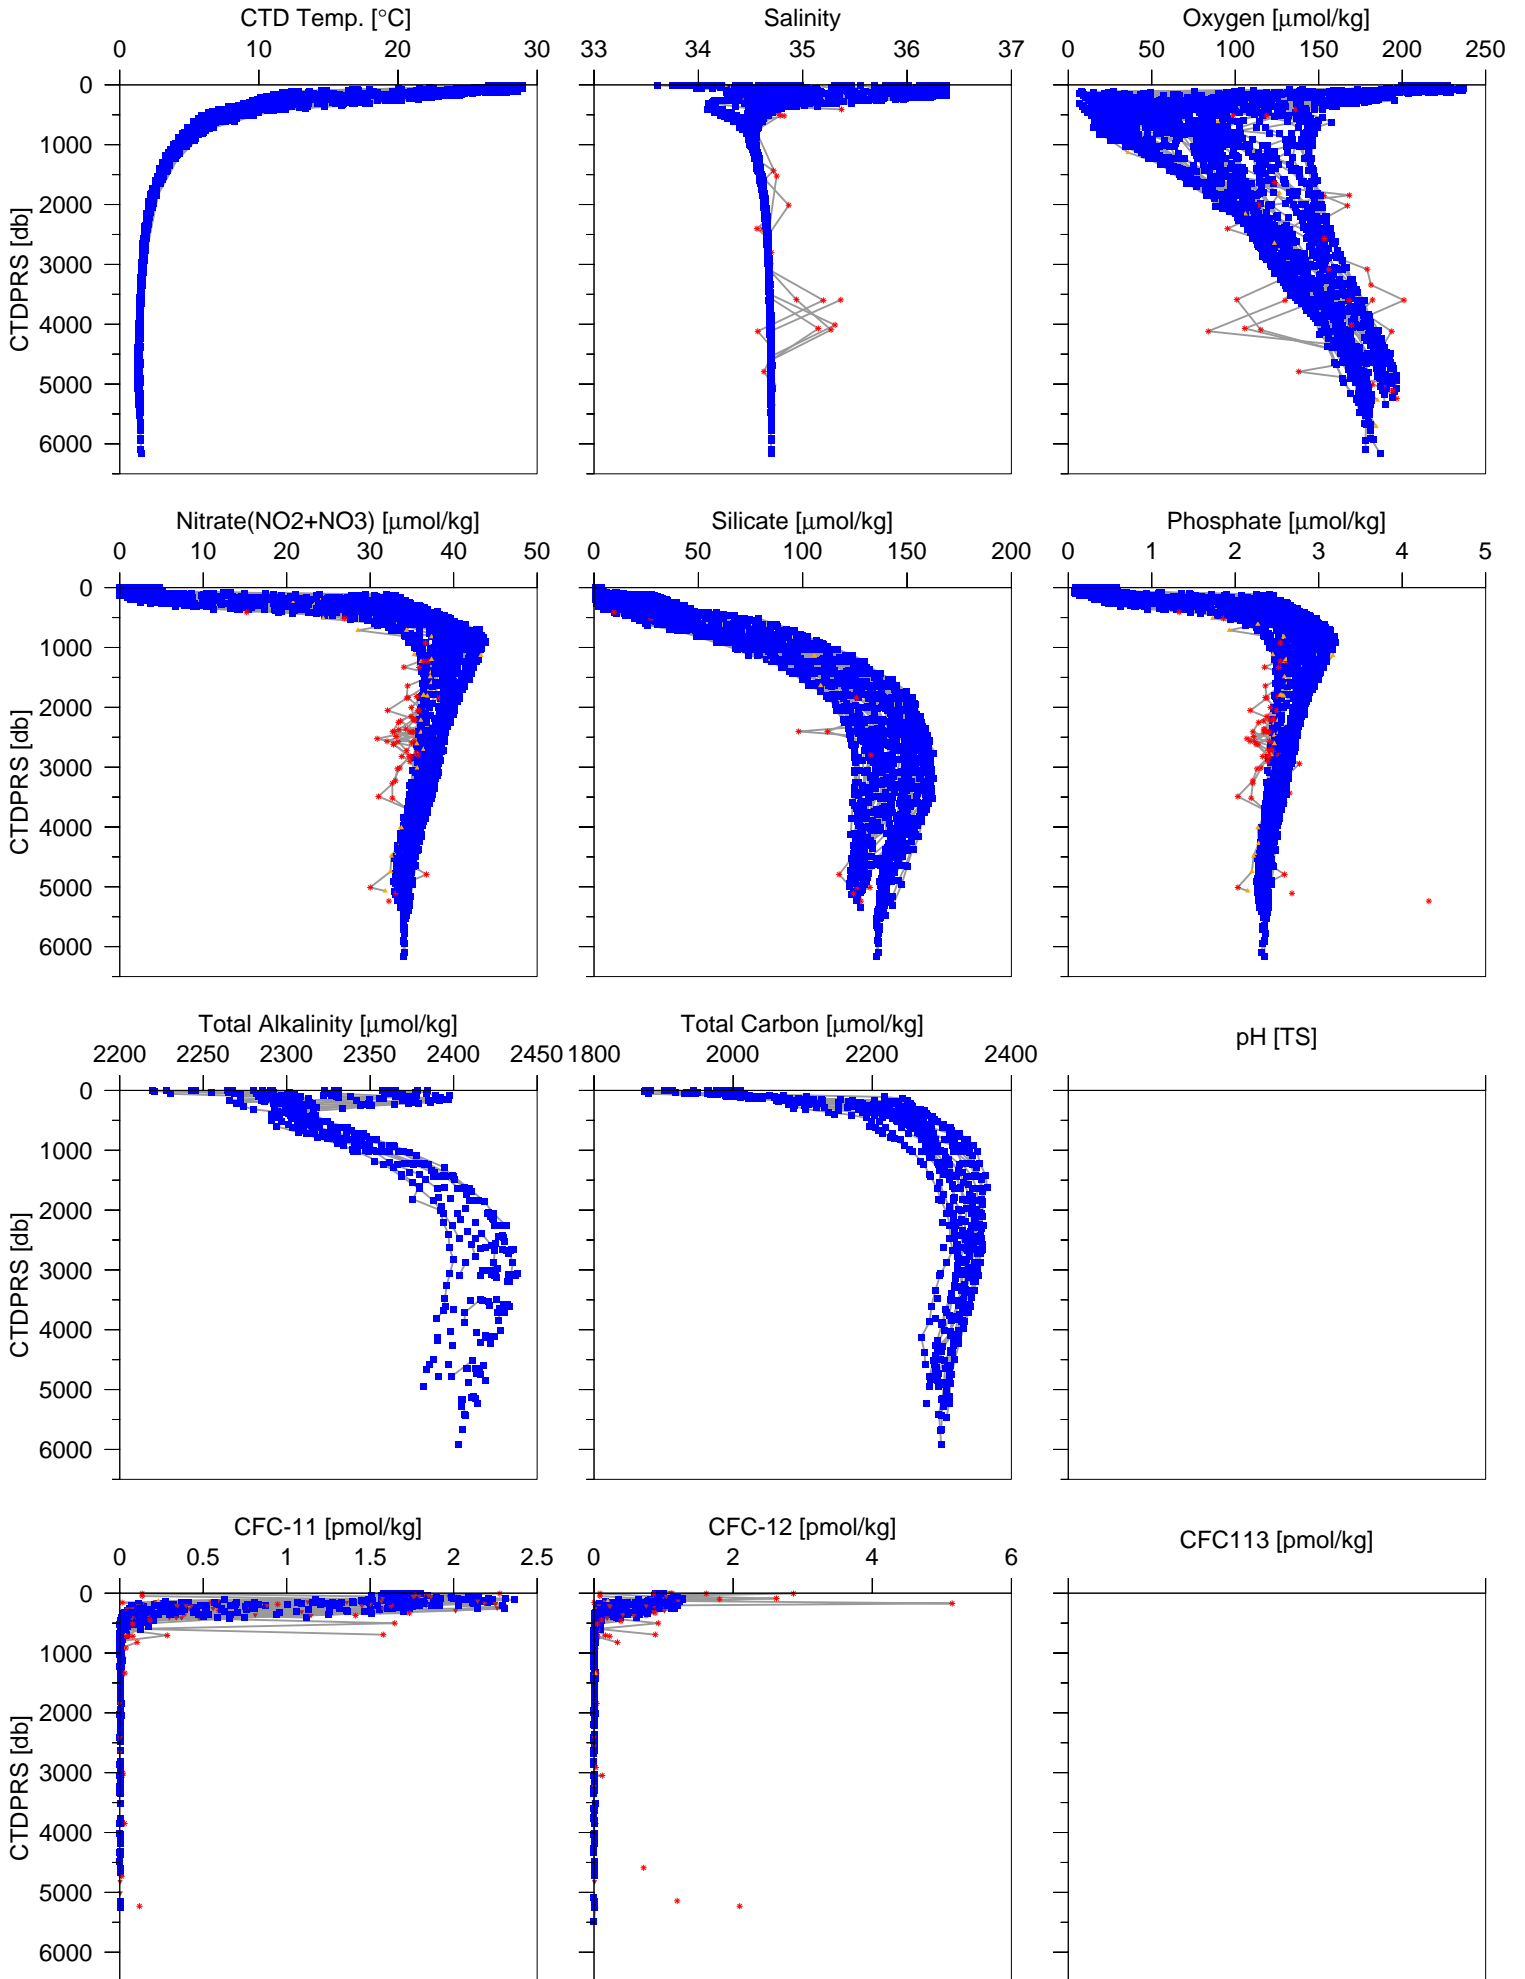 CTD Temp. [°C] Salinity Oxygen [μmol/kg]
0 10 20 30 33 34 35 36 37 0 50 100 150 200 250
0
1000
2000
3000
4000
5000
6000
CTDPRS [db]
Nitrate(NO2+NO3) [μmol/kg] Silicate [μmol/kg] Phosphate [μmol/kg]
0 10 20 30 40 50 0 50 100 150 200 0 1 2 3 4 5
0
1000
2000
3000
4000
5000
6000
CTDPRS [db]
Total Alkalinity [μmol/kg] Total Carbon [μmol/kg] pH [TS]
2200 2250 2300 2350 2400 2450 1800 2000 2200 2400
0
1000
2000
3000
4000
5000
6000
CTDPRS [db]
CFC-11 [pmol/kg] CFC-12 [pmol/kg] CFC113 [pmol/kg]
0 0.5 1 1.5 2 2.5 0 2 4 6
0
1000
2000
3000
4000
5000
6000
CTDPRS [db]